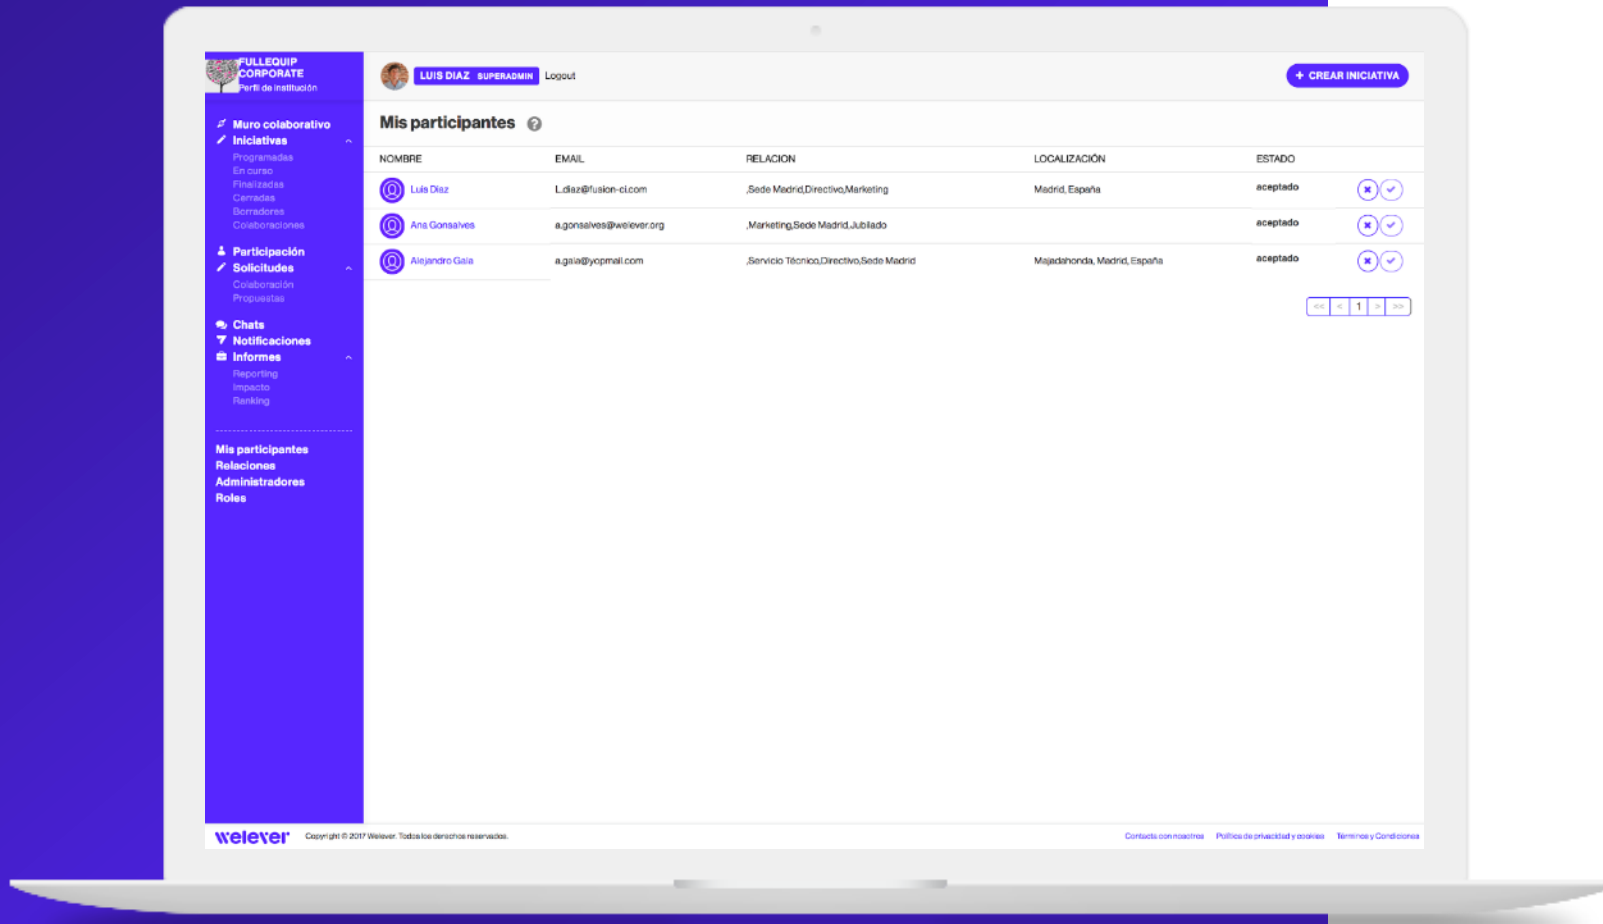 FULLEQUIP
CORPORATE
Perfil de institución
LUIS DIAZ SUPERADMIN Logout
+ CREAR INICIATIVA
Muro colaborativo
Iniciativas
Programadas
En curso
Finalizadas
Cerradas
Borradores
Colaboraciones
Participación
Solicitudes
Colaboración
Propuestas
Chats
Notificaciones
Informes
Reporting
Impacto
Ranking
Mis participantes
Relaciones
Administradores
Roles
Mis participantes ?
NOMBRE EMAIL RELACION LOCALIZACIÓN ESTADO
Luis Diaz L.diaz@fusion-ci.com ,Sede Madrid,Directivo,Marketing Madrid, España aceptado
Ana Gonsalves a.gonsalves@welever.org ,Marketing,Sede Madrid,Jubilado aceptado
Alejandro Gala a.gala@yopmail.com ,Servicio Técnico,Directivo,Sede Madrid Majadahonda, Madrid, España aceptado
<< < 1 > >>
welever Copyright © 2017 Welever. Todos los derechos reservados. Contacta con nosotros Política de privacidad y cookies Términos y Condiciones